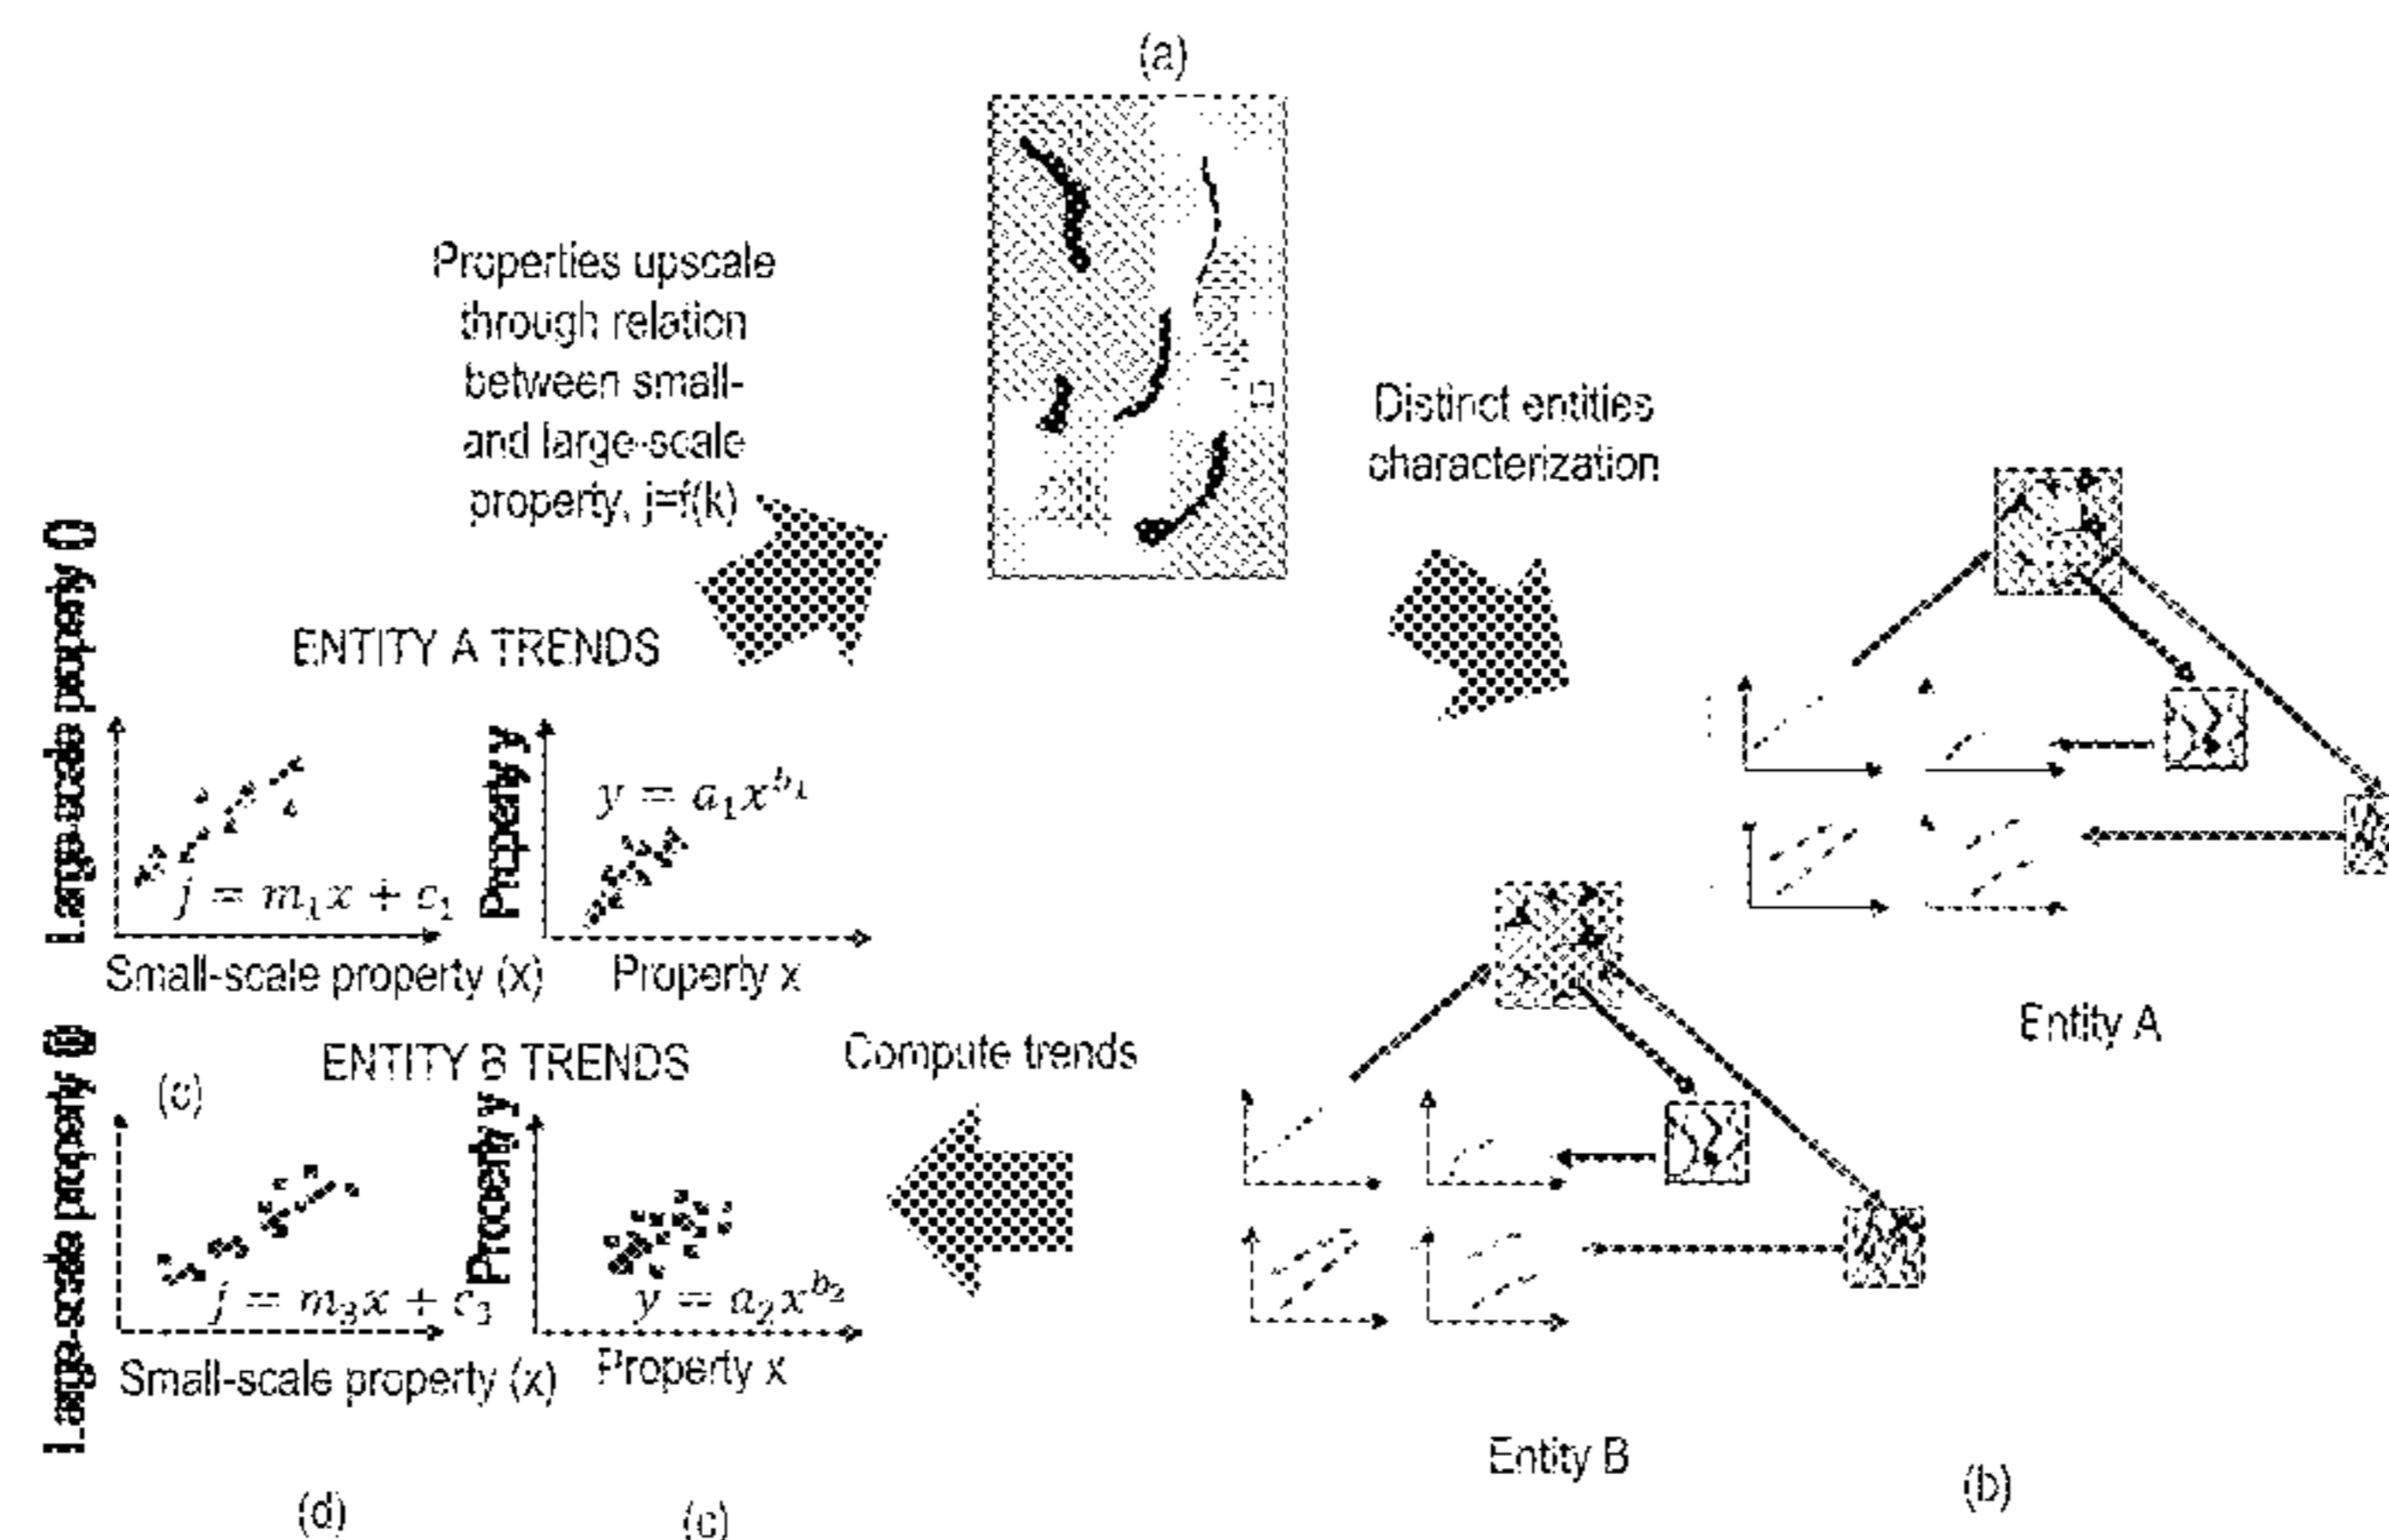 (a)
Properties upscale
through relation
between small-
and large-scale
property, j=f(k)
Distinct entities
characterization
ENTITY A TRENDS
Large-scale property ()
j = m₁x + c₁
Small-scale property (x)
Property y
y = a₁x^b₁
Property x
Entity A
ENTITY B TRENDS
Compute trends
(c)
Large-scale property
j = m₃x + c₃
Small-scale property (x)
Property y
y = a₂x^b₂
Property x
Entity B
(b)
(d)
(c)